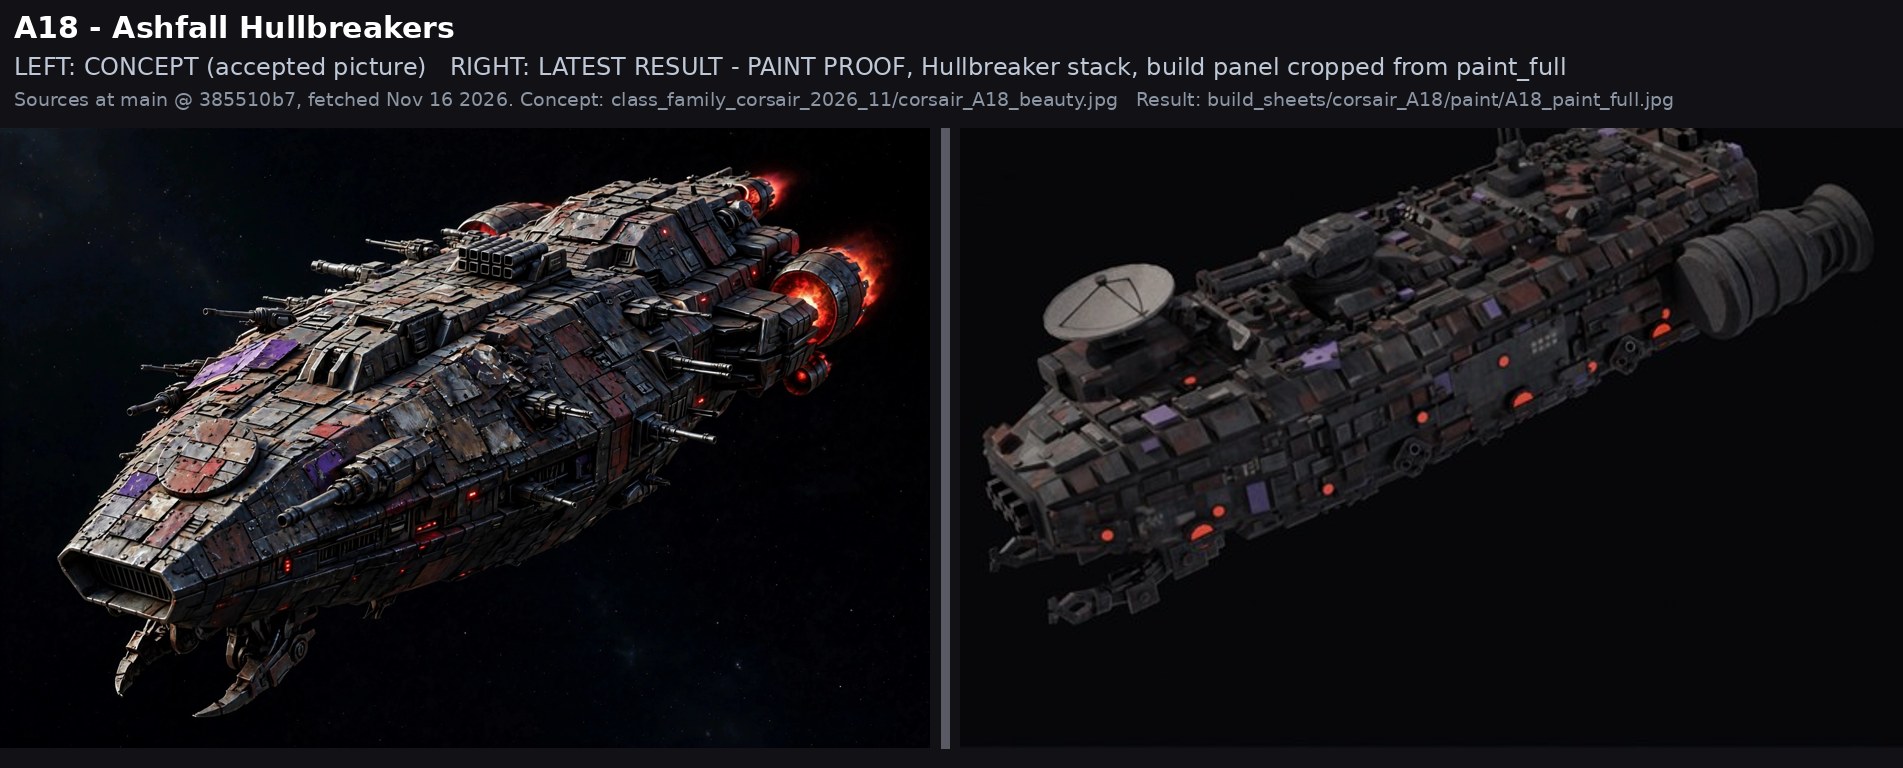 A18 - Ashfall Hullbreakers
LEFT: CONCEPT (accepted picture)   RIGHT: LATEST RESULT - PAINT PROOF, Hullbreaker stack, build panel cropped from paint_full
Sources at main @ 385510b7, fetched Nov 16 2026. Concept: class_family_corsair_2026_11/corsair_A18_beauty.jpg   Result: build_sheets/corsair_A18/paint/A18_paint_full.jpg